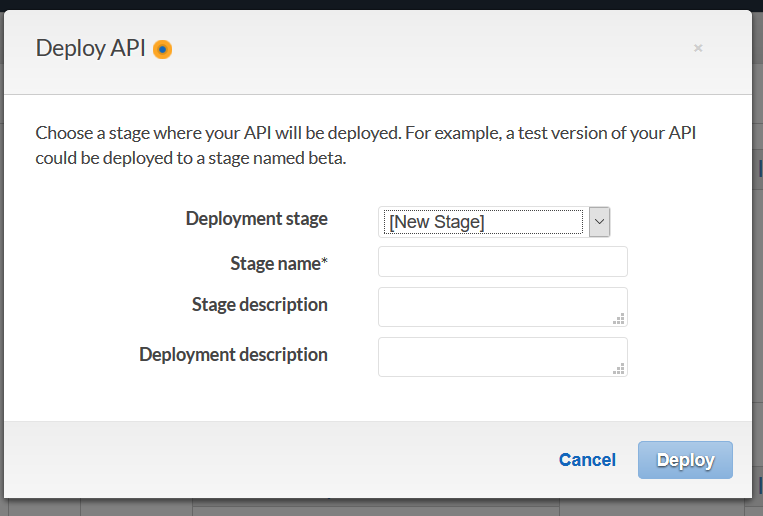 Deploy API
×
Choose a stage where your API will be deployed. For example, a test version of your API
could be deployed to a stage named beta.
Deployment stage [New Stage]
Stage name*
Stage description
Deployment description
Cancel Deploy